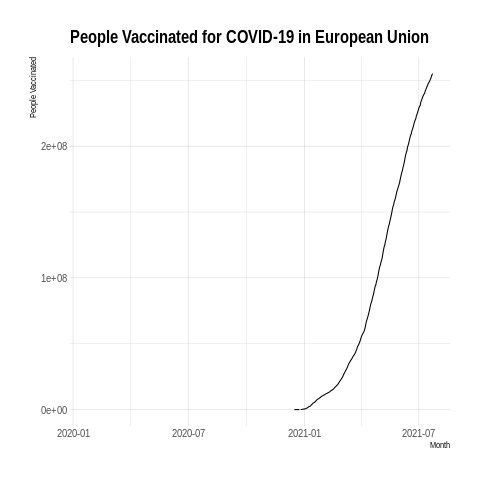 People Vaccinated for COVID-19 in European Union
People Vaccinated
2e+08
1e+08
0e+00
2020-01 2020-07 2021-01 2021-07
Month